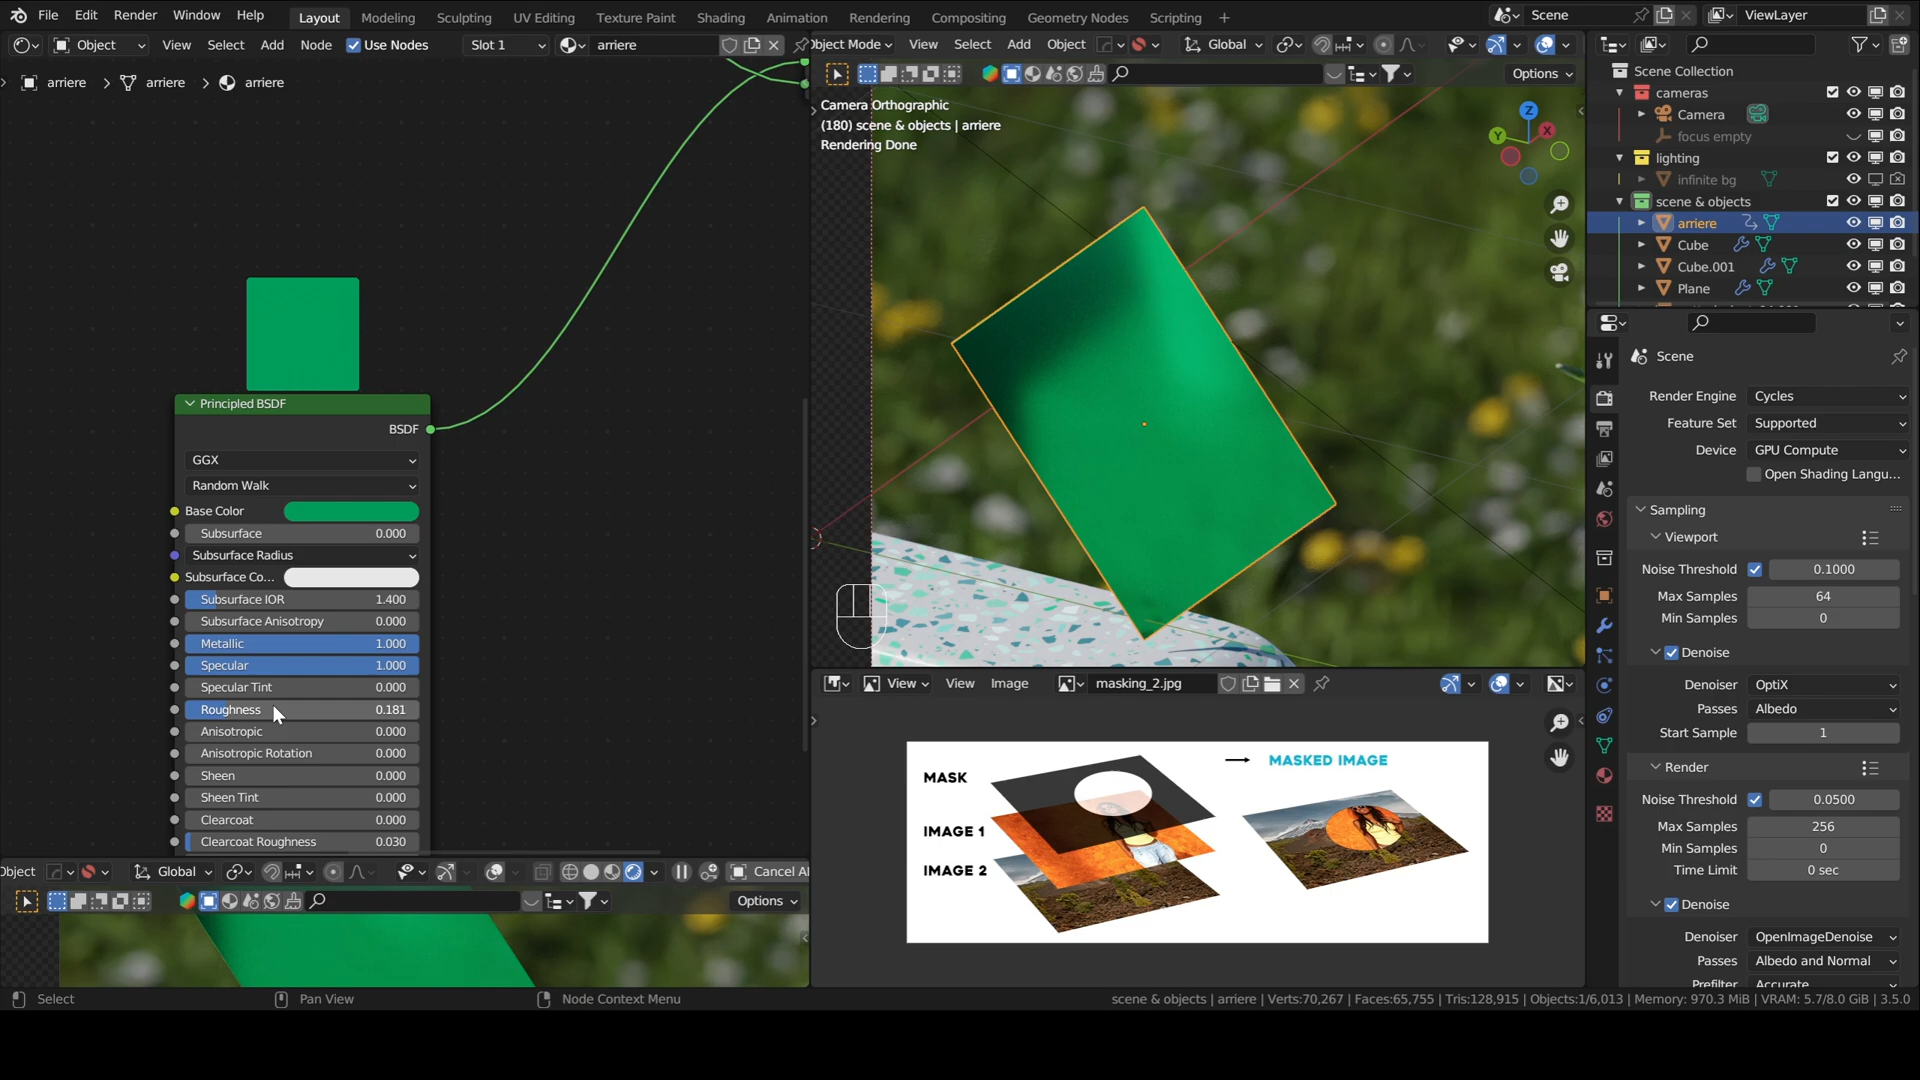 File Edit Render Window Help
Layout Modeling Sculpting UV Editing Texture Paint Shading Animation Rendering Compositing Geometry Nodes Scripting +
Scene
ViewLayer
Object View Select Add Node Use Nodes Slot 1 arriere
arriere > arriere > arriere
Principled BSDF
BSDF
GGX
Random Walk
Base Color
Subsurface 0.000
Subsurface Radius
Subsurface Co...
Subsurface IOR 1.400
Subsurface Anisotropy 0.000
Metallic 1.000
Specular 1.000
Specular Tint 0.000
Roughness 0.181
Anisotropic 0.000
Anisotropic Rotation 0.000
Sheen 0.000
Sheen Tint 0.000
Clearcoat 0.000
Clearcoat Roughness 0.030
bject Global Cancel Al
Options
bject Mode View Select Add Object Global
Options
Camera Orthographic
(180) scene & objects | arriere
Rendering Done
Z
X
Y
View View Image masking_2.jpg
MASK
IMAGE 1
IMAGE 2
→ MASKED IMAGE
Scene Collection
cameras
Camera
focus empty
lighting
infinite bg
scene & objects
arriere
Cube
Cube.001
Plane
Scene
Render Engine Cycles
Feature Set Supported
Device GPU Compute
Open Shading Langu...
Sampling
Viewport
Noise Threshold 0.1000
Max Samples 64
Min Samples 0
Denoise
Denoiser OptiX
Passes Albedo
Start Sample 1
Render
Noise Threshold 0.0500
Max Samples 256
Min Samples 0
Time Limit 0 sec
Denoise
Denoiser OpenImageDenoise
Passes Albedo and Normal
Prefilter Accurate
Select Pan View Node Context Menu
scene & objects | arriere | Verts:70,267 | Faces:65,755 | Tris:128,915 | Objects:1/6,013 | Memory: 970.3 MiB | VRAM: 5.7/8.0 GiB | 3.5.0